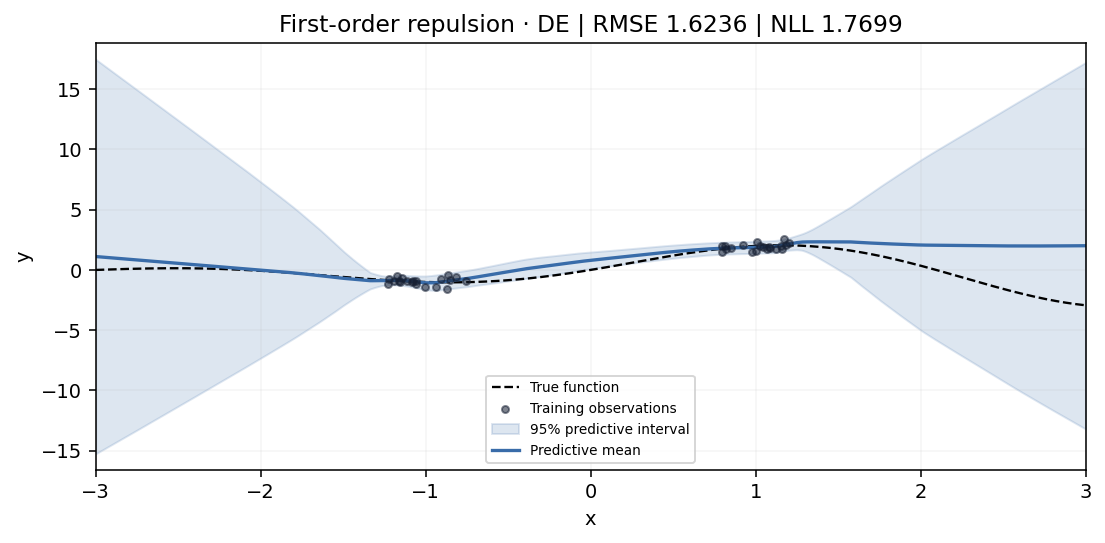 First-order repulsion · DE | RMSE 1.6236 | NLL 1.7699
15
10
5
0
−5
−10
−15
y
True function
Training observations
95% predictive interval
Predictive mean
−3 −2 −1 0 1 2 3
x